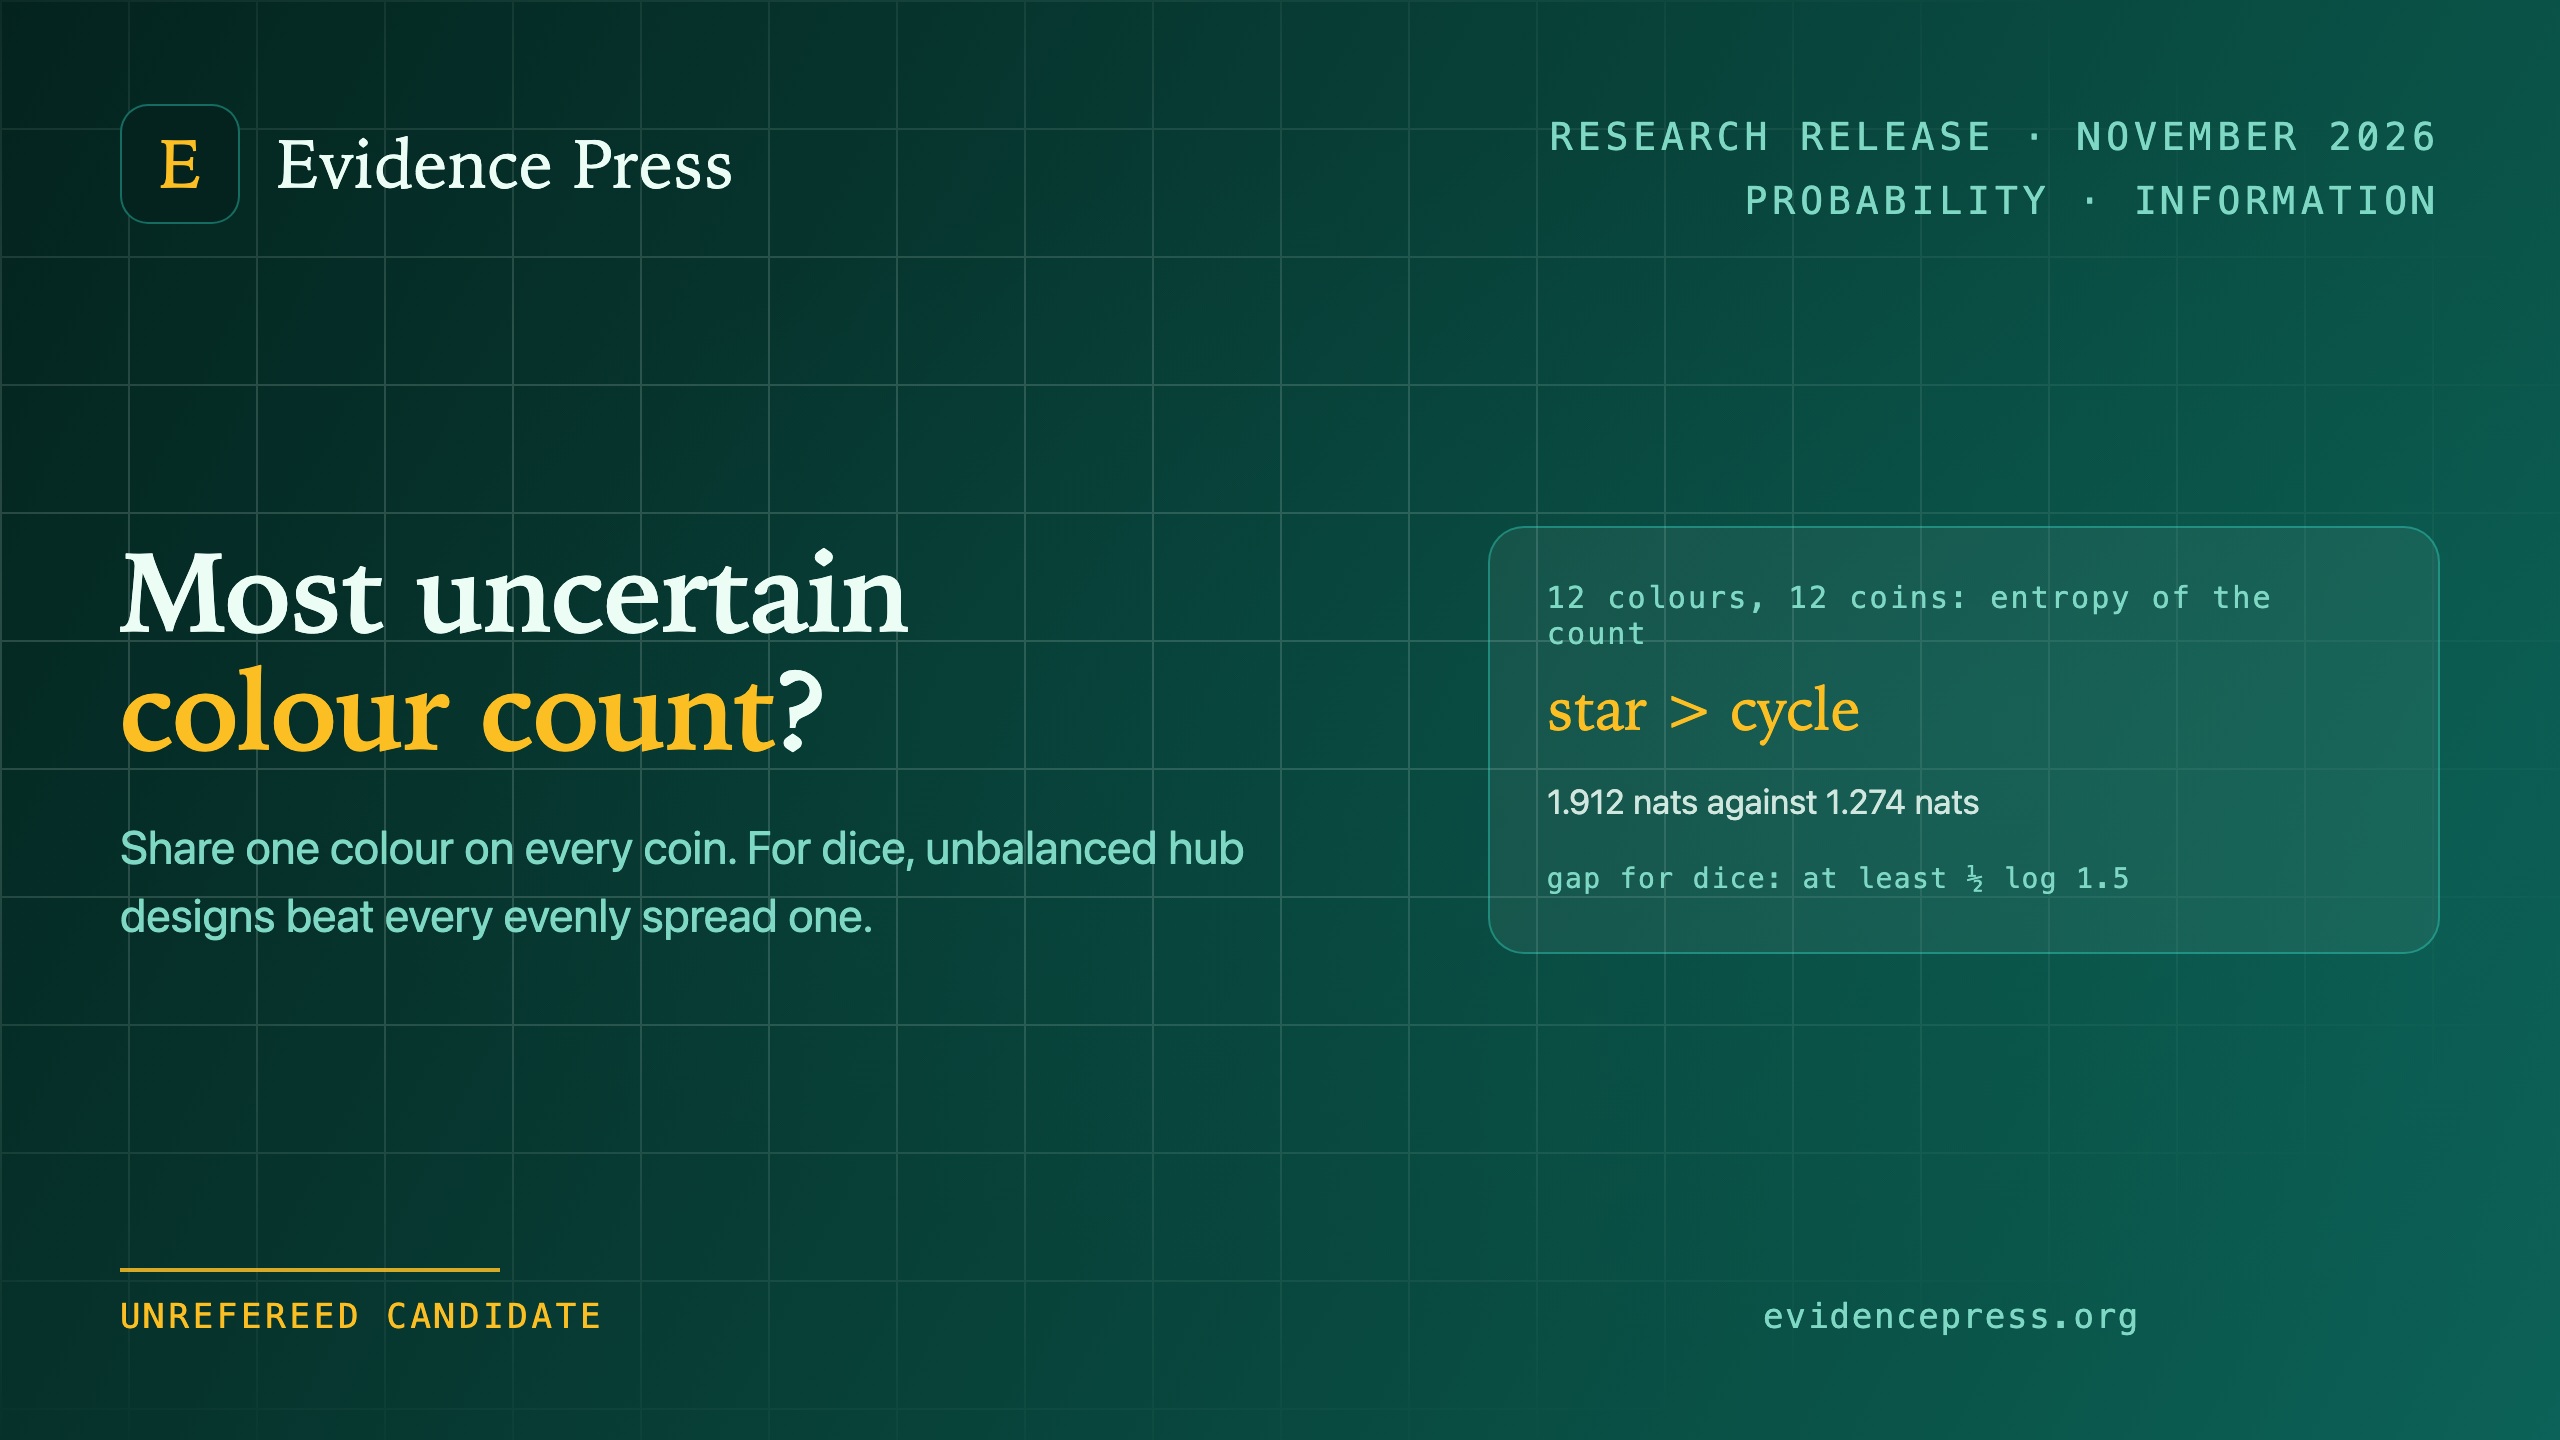 E Evidence Press
RESEARCH RELEASE · NOVEMBER 2026
PROBABILITY · INFORMATION
Most uncertain
colour count?
Share one colour on every coin. For dice, unbalanced hub
designs beat every evenly spread one.
12 colours, 12 coins: entropy of the
count
star > cycle
1.912 nats against 1.274 nats
gap for dice: at least ½ log 1.5
UNREFEREED CANDIDATE
evidencepress.org